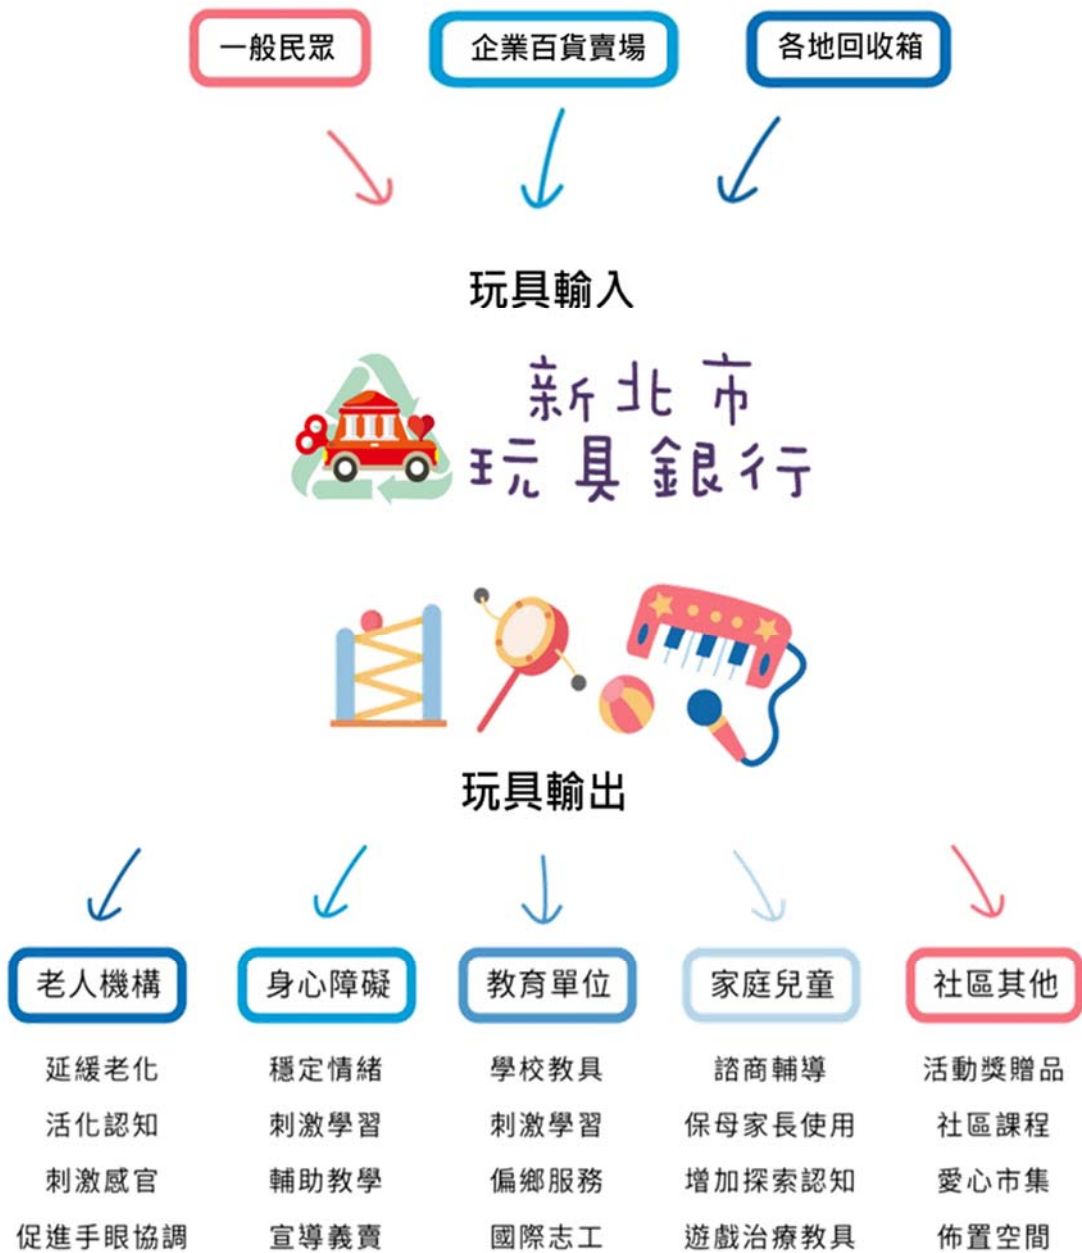 一般民眾
企業百貨賣場
各地回收箱
玩具輸入
新北市
玩具銀行
玩具輸出
老人機構
延緩老化
活化認知
刺激感官
促進手眼協調
身心障礙
穩定情緒
刺激學習
輔助教學
宣導義賣
教育單位
學校教具
刺激學習
偏鄉服務
國際志工
家庭兒童
諮商輔導
保母家長使用
增加探索認知
遊戲治療教具
社區其他
活動獎贈品
社區課程
愛心市集
佈置空間